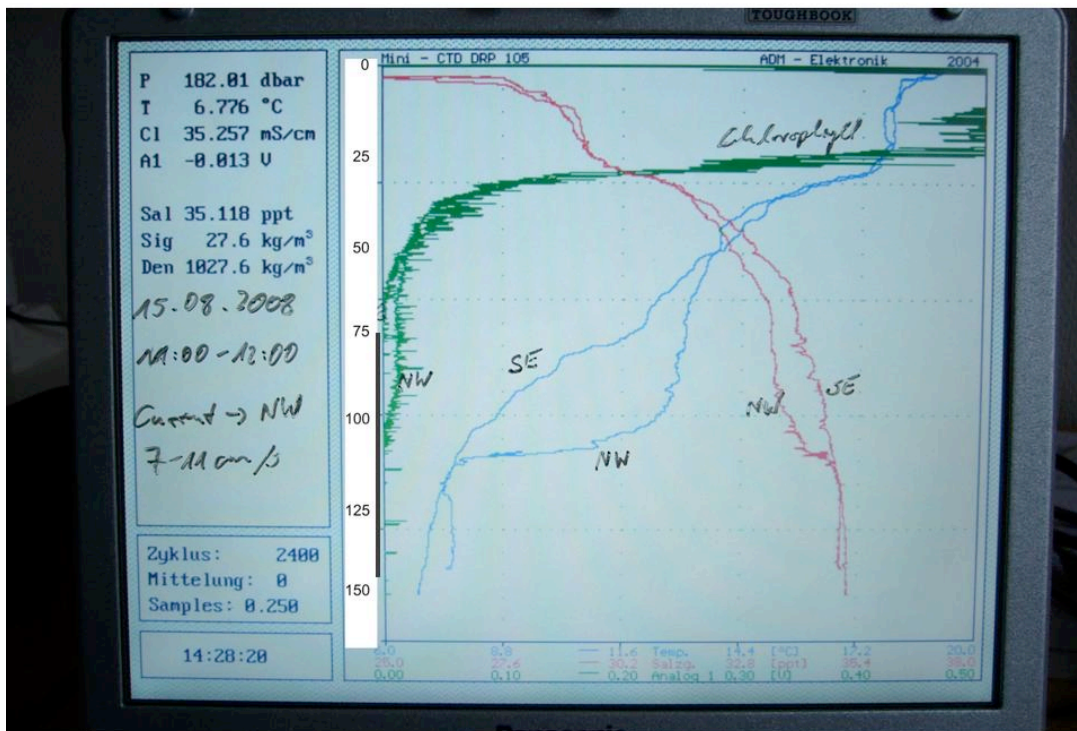 TOUGHBOOK
Mini - CTD DRP 105 ADM - Elektronik 2004
P 182.01 dbar
T 6.776 °C
Cl 35.257 mS/cm
A1 -0.013 V
Sal 35.118 ppt
Sig 27.6 kg/m³
Den 1027.6 kg/m³
15.08.2008
11:00-12:00
Current → NW
7-11 cm/s
Zyklus: 2400
Mittelung: 0
Samples: 0.250
14:28:20
0
25
50
75
100
125
150
Chlorophyll
SE
NW
NW
SE
NW
6.0 8.8 11.6 Temp. 14.4 [°C] 17.2 20.0
25.0 27.6 30.2 Salzg. 32.8 [ppt] 35.4 38.0
0.00 0.10 0.20 Analog 1 0.30 [V] 0.40 0.50